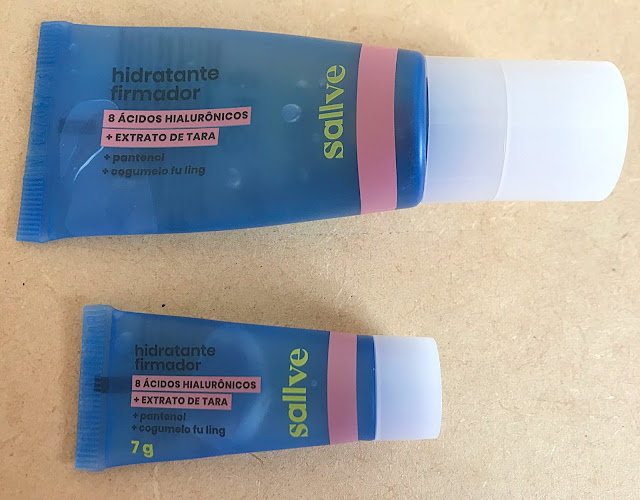 hidratante
firmador
8 ÁCIDOS HIALURÔNICOS
+ EXTRATO DE TARA
+ pantenol
+ cogumelo fu ling
sallve
hidratante
firmador
8 ÁCIDOS HIALURÔNICOS
+ EXTRATO DE TARA
+ pantenol
+ cogumelo fu ling
7 g
sallve